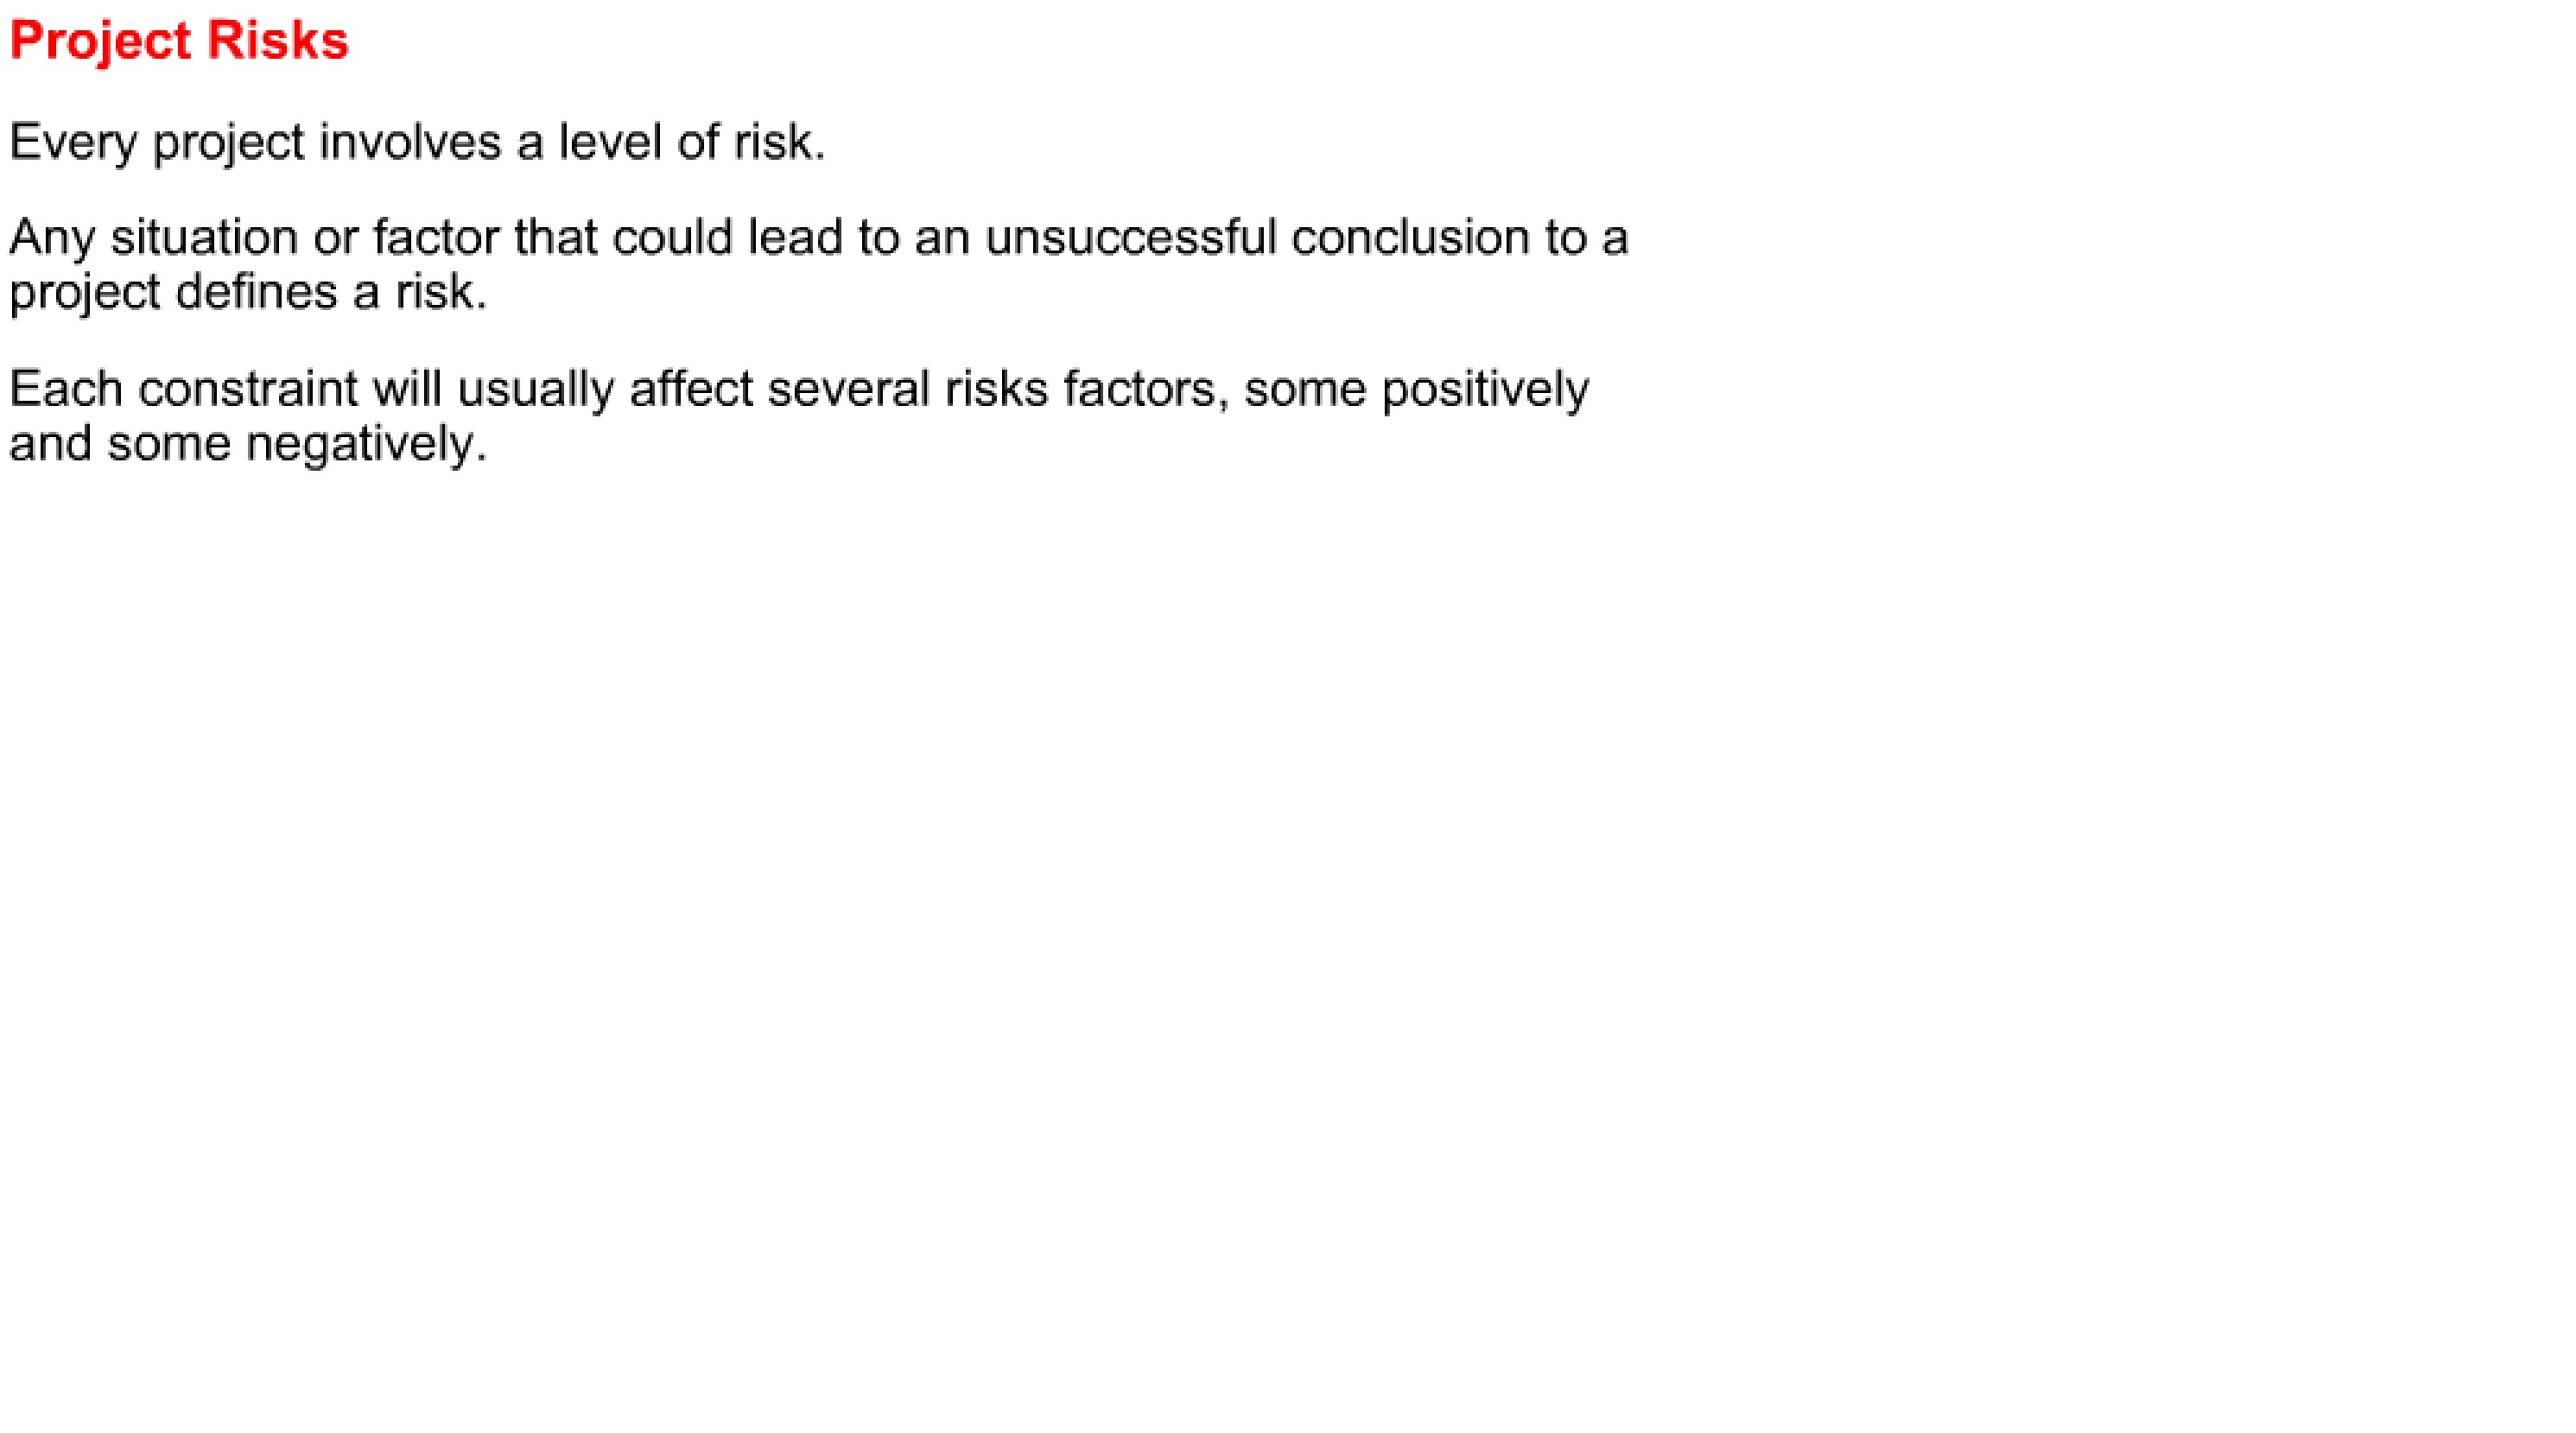 Project Risks
Every project involves a level of risk.
Any situation or factor that could lead to an unsuccessful conclusion to a
project defines a risk.
Each constraint will usually affect several risks factors, some positively
and some negatively.